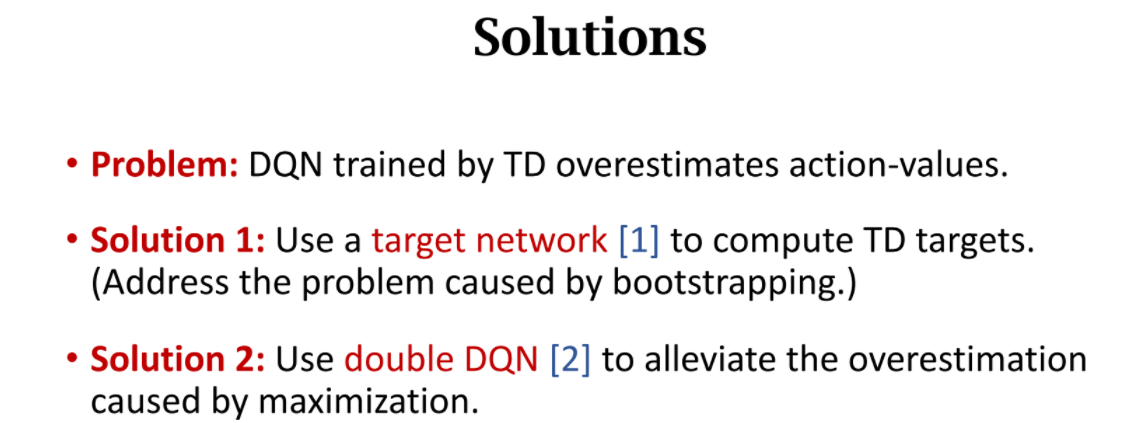 Solutions
• Problem: DQN trained by TD overestimates action-values.
• Solution 1: Use a target network [1] to compute TD targets.
(Address the problem caused by bootstrapping.)
• Solution 2: Use double DQN [2] to alleviate the overestimation
caused by maximization.